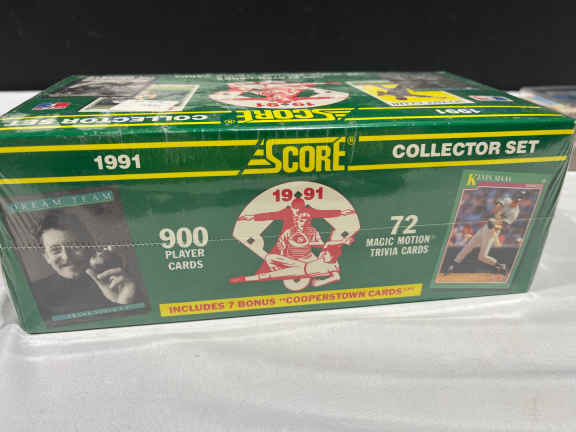 1991
COLLECTOR SET
1991
1991
SCORE
COLLECTOR SET
DREAM TEAM
1991
KEVIN MAAS
900
PLAYER
CARDS
72
MAGIC MOTION
TRIVIA CARDS
INCLUDES 7 BONUS "COOPERSTOWN CARDS"